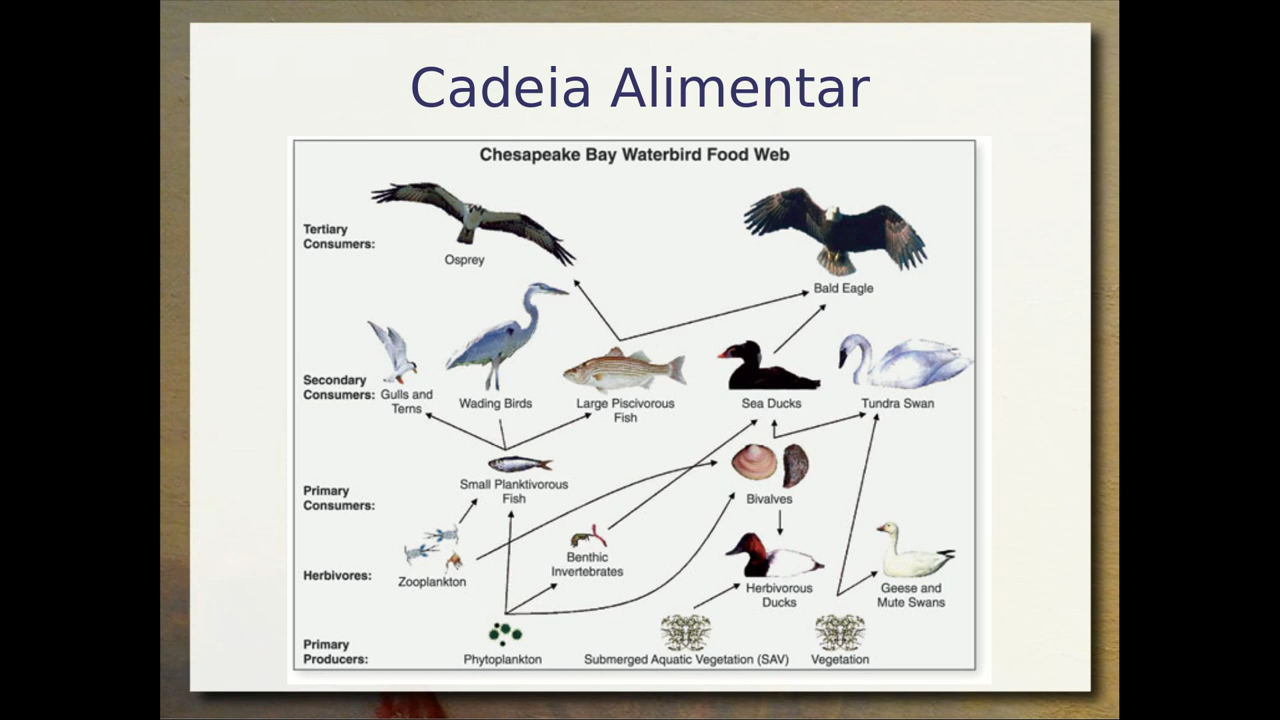 Cadeia Alimentar
Chesapeake Bay Waterbird Food Web
Tertiary
Consumers:
Osprey
Bald Eagle
Secondary
Consumers:
Gulls and
Terns
Wading Birds
Large Piscivorous
Fish
Sea Ducks
Tundra Swan
Primary
Consumers:
Small Planktivorous
Fish
Bivalves
Herbivores:
Zooplankton
Benthic
Invertebrates
Herbivorous
Ducks
Geese and
Mute Swans
Primary
Producers:
Phytoplankton
Submerged Aquatic Vegetation (SAV)
Vegetation